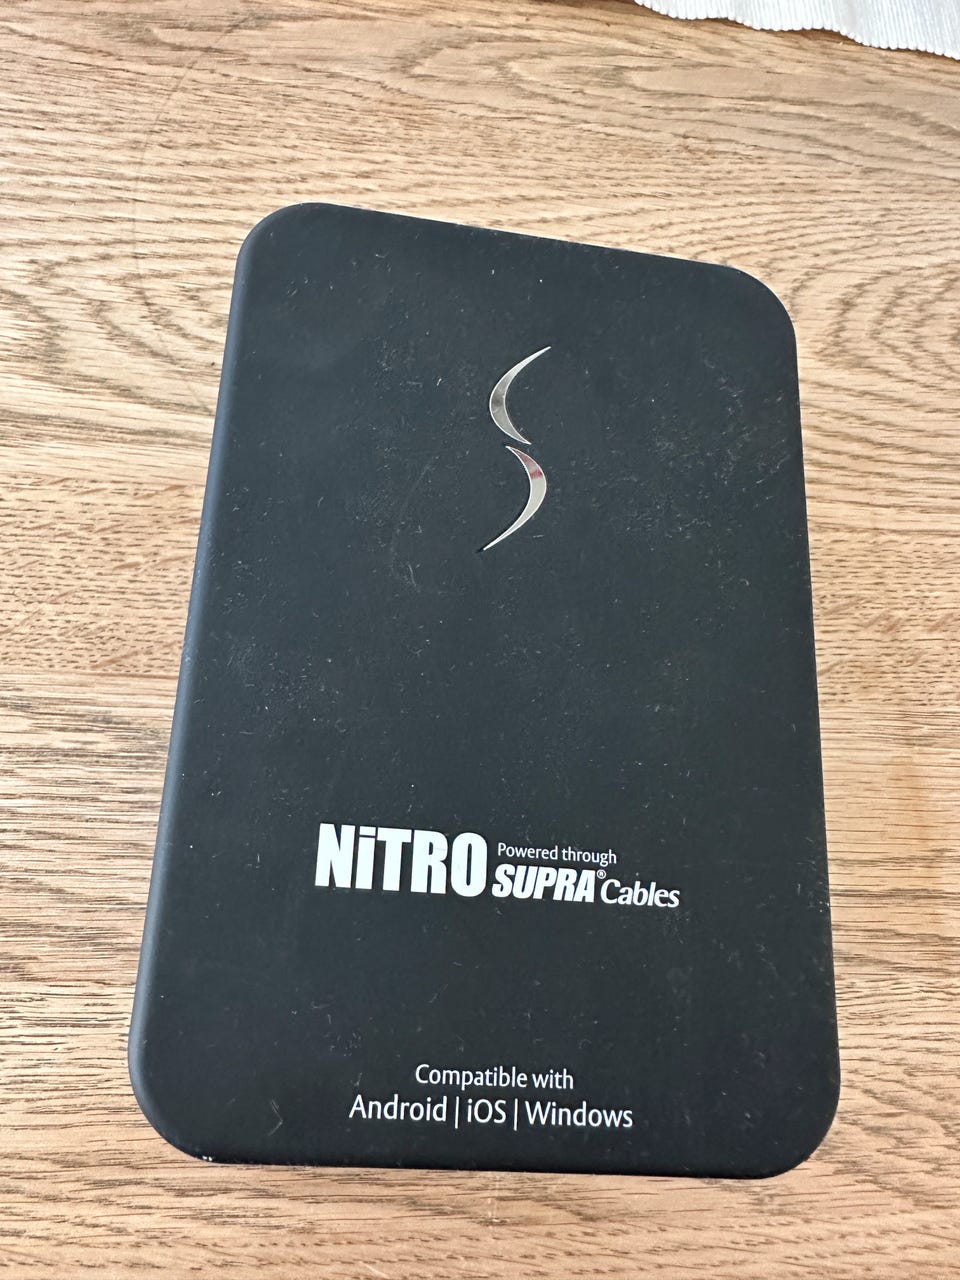 NiTRO Powered through
SUPRA® Cables
Compatible with
Android | iOS | Windows